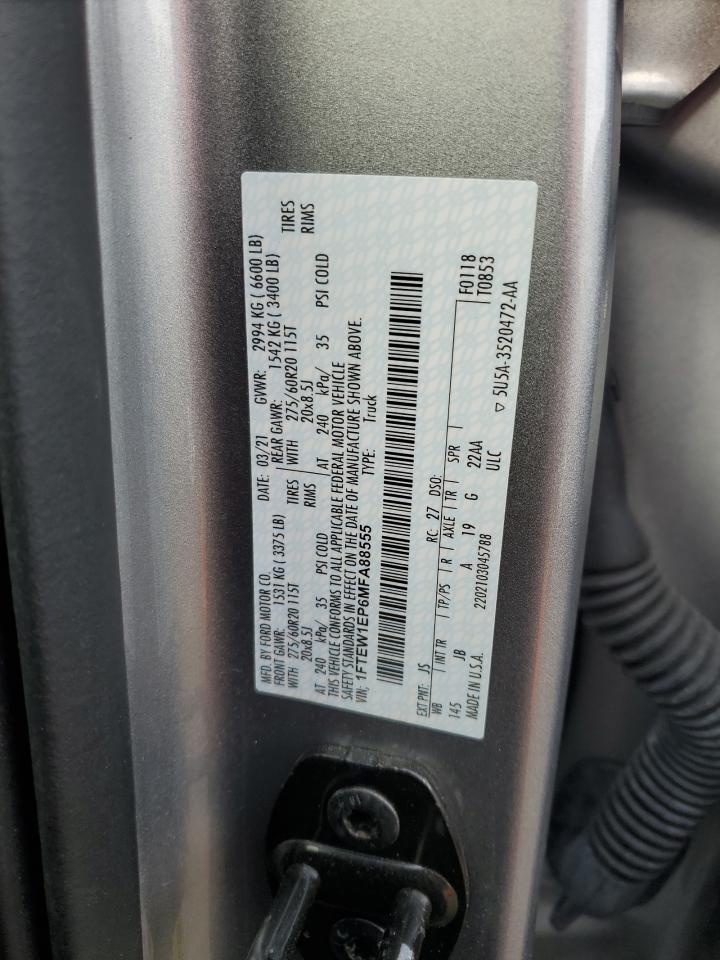 MFD. BY FORD MOTOR CO.
DATE: 03/21 GVWR: 2994 KG ( 6600 LB)
FRONT GAWR: 1531 KG ( 3375 LB) REAR GAWR: 1542 KG ( 3400 LB)
WITH 275/60R20 115T TIRES WITH 275/60R20 115T TIRES
20x8.5J RIMS 20x8.5J RIMS
AT 240 kPa/ 35 PSI COLD AT 240 kPa/ 35 PSI COLD
THIS VEHICLE CONFORMS TO ALL APPLICABLE FEDERAL MOTOR VEHICLE
SAFETY STANDARDS IN EFFECT ON THE DATE OF MANUFACTURE SHOWN ABOVE.
VIN: 1FTEW1EP6MFA88555 TYPE: Truck
EXT PNT: JS RC: 27 DSO: F0118
WB INT TR TP/PS R AXLE TR SPR T0853
145 JB A 19 G 22AA
MADE IN U.S.A. 2202103045788 ULC ▽ 5U5A-3520472-AA